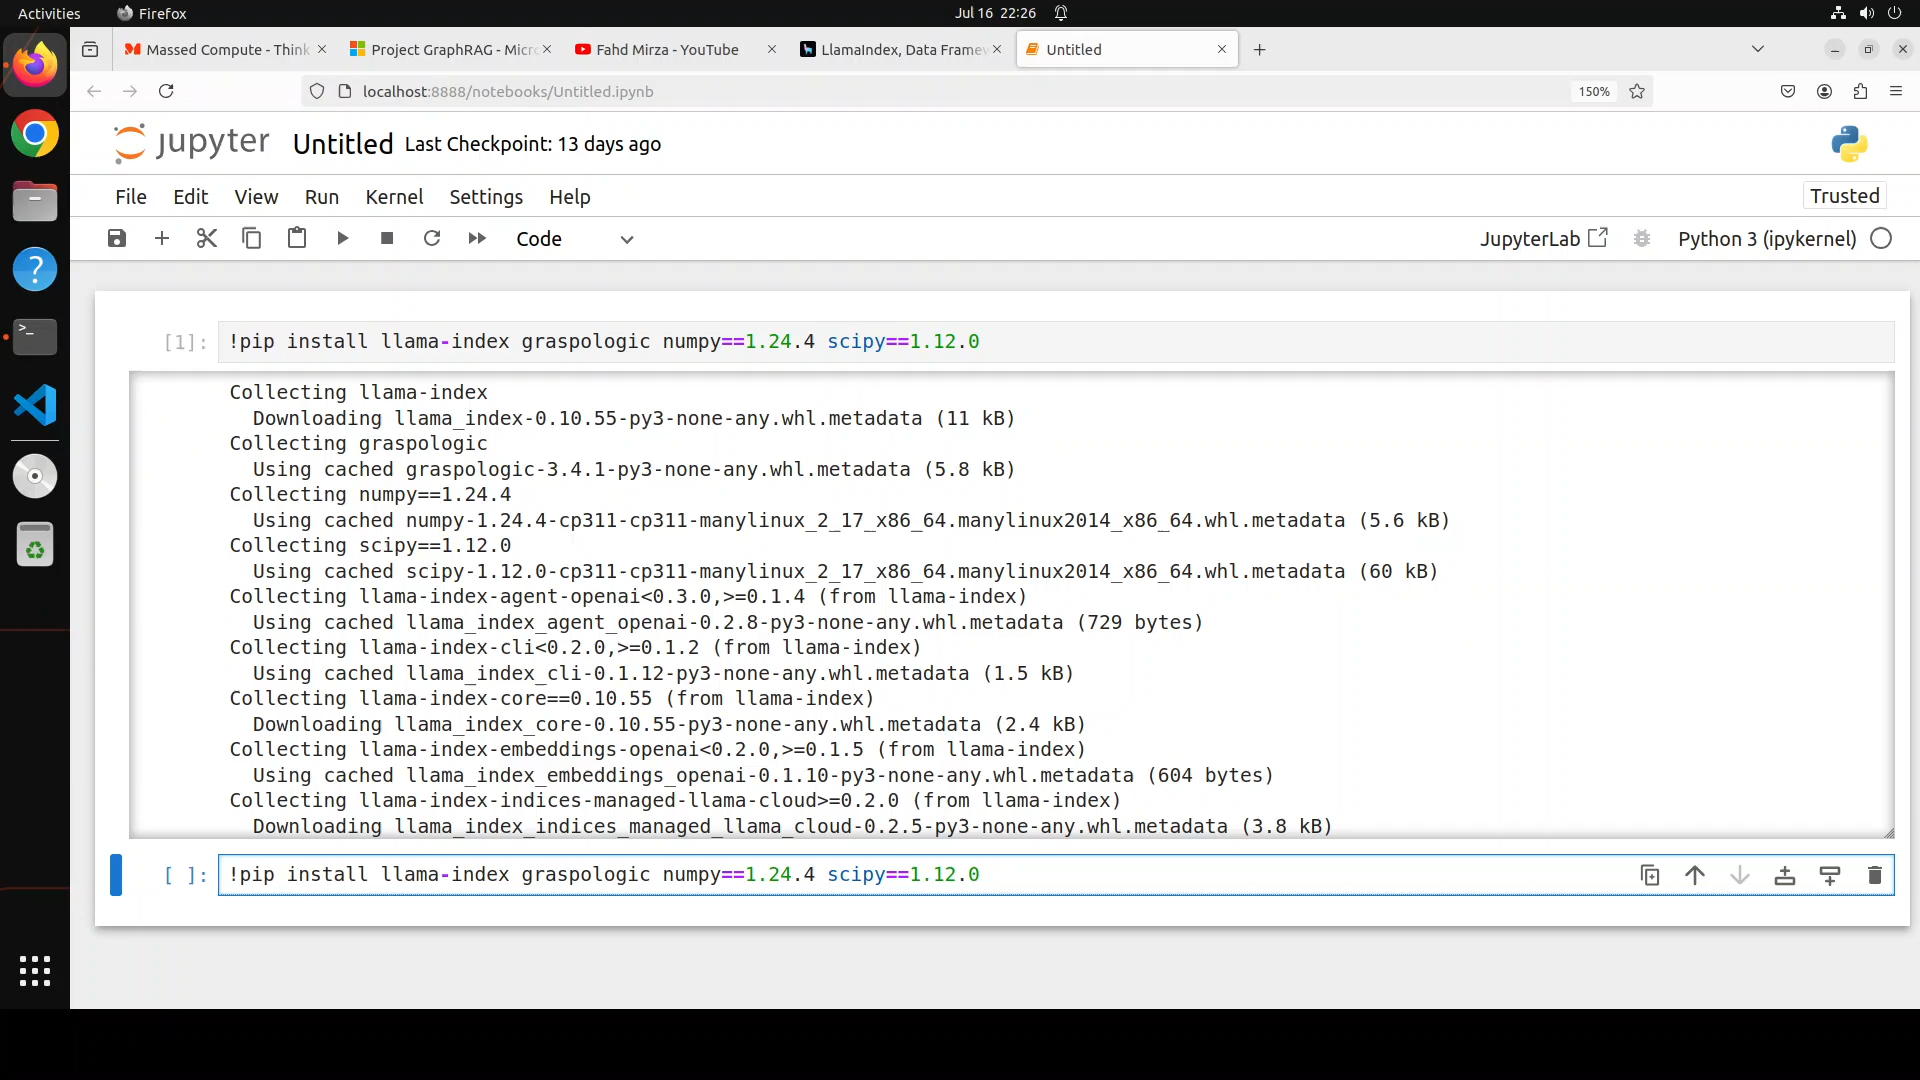 Activities Firefox Jul 16 22:26
Massed Compute - Think Project GraphRAG - Micr Fahd Mirza - YouTube LlamaIndex, Data Framew Untitled
localhost:8888/notebooks/Untitled.ipynb 150%
jupyter Untitled Last Checkpoint: 13 days ago
File Edit View Run Kernel Settings Help Trusted
Code JupyterLab Python 3 (ipykernel)
[1]: !pip install llama-index graspologic numpy==1.24.4 scipy==1.12.0
Collecting llama-index
Downloading llama_index-0.10.55-py3-none-any.whl.metadata (11 kB)
Collecting graspologic
Using cached graspologic-3.4.1-py3-none-any.whl.metadata (5.8 kB)
Collecting numpy==1.24.4
Using cached numpy-1.24.4-cp311-cp311-manylinux_2_17_x86_64.manylinux2014_x86_64.whl.metadata (5.6 kB)
Collecting scipy==1.12.0
Using cached scipy-1.12.0-cp311-cp311-manylinux_2_17_x86_64.manylinux2014_x86_64.whl.metadata (60 kB)
Collecting llama-index-agent-openai<0.3.0,>=0.1.4 (from llama-index)
Using cached llama_index_agent_openai-0.2.8-py3-none-any.whl.metadata (729 bytes)
Collecting llama-index-cli<0.2.0,>=0.1.2 (from llama-index)
Using cached llama_index_cli-0.1.12-py3-none-any.whl.metadata (1.5 kB)
Collecting llama-index-core==0.10.55 (from llama-index)
Downloading llama_index_core-0.10.55-py3-none-any.whl.metadata (2.4 kB)
Collecting llama-index-embeddings-openai<0.2.0,>=0.1.5 (from llama-index)
Using cached llama_index_embeddings_openai-0.1.10-py3-none-any.whl.metadata (604 bytes)
Collecting llama-index-indices-managed-llama-cloud>=0.2.0 (from llama-index)
Downloading llama_index_indices_managed_llama_cloud-0.2.5-py3-none-any.whl.metadata (3.8 kB)
[ ]: !pip install llama-index graspologic numpy==1.24.4 scipy==1.12.0